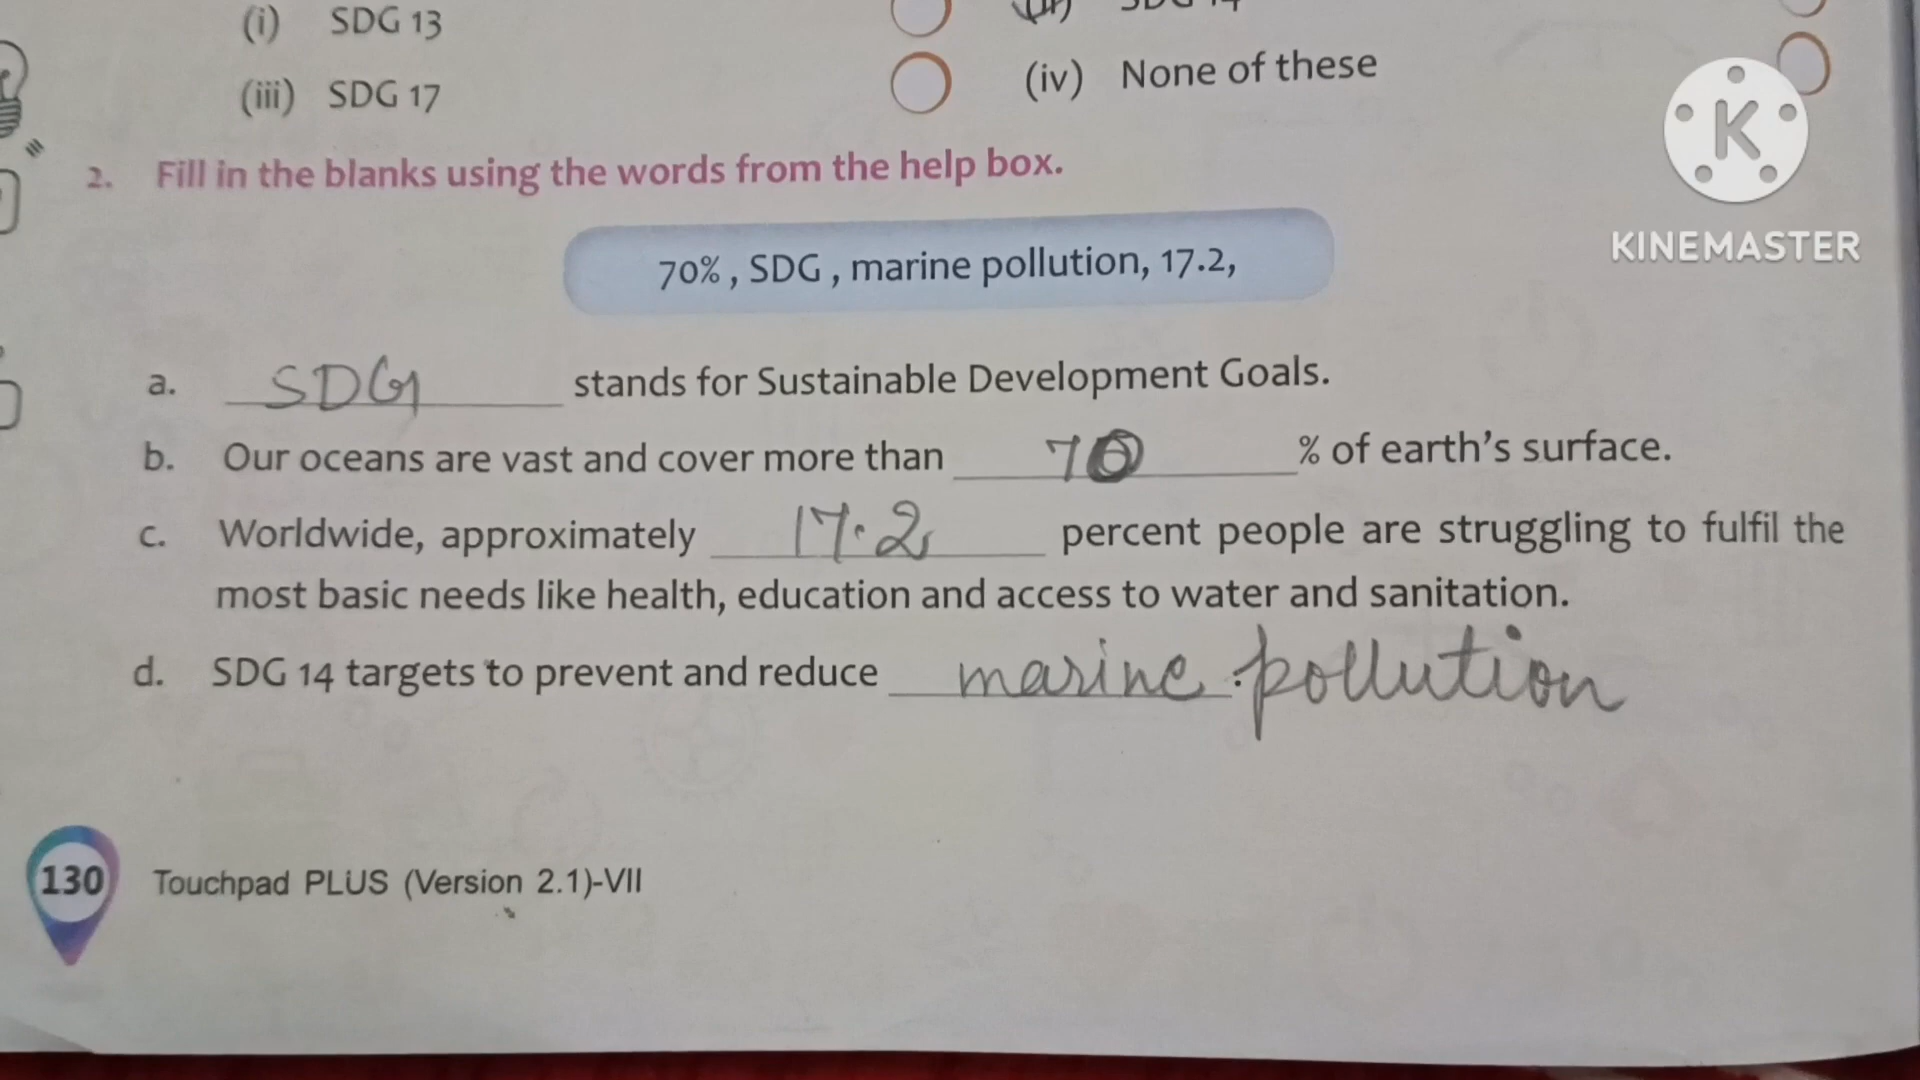 (i) SDG 13
(iii) SDG 17 (iv) None of these
KINEMASTER
2. Fill in the blanks using the words from the help box.
70% , SDG , marine pollution, 17.2,
a. SDG stands for Sustainable Development Goals.
b. Our oceans are vast and cover more than 70 % of earth's surface.
c. Worldwide, approximately 17.2 percent people are struggling to fulfil the
most basic needs like health, education and access to water and sanitation.
d. SDG 14 targets to prevent and reduce marine pollution.
130 Touchpad PLUS (Version 2.1)-VII